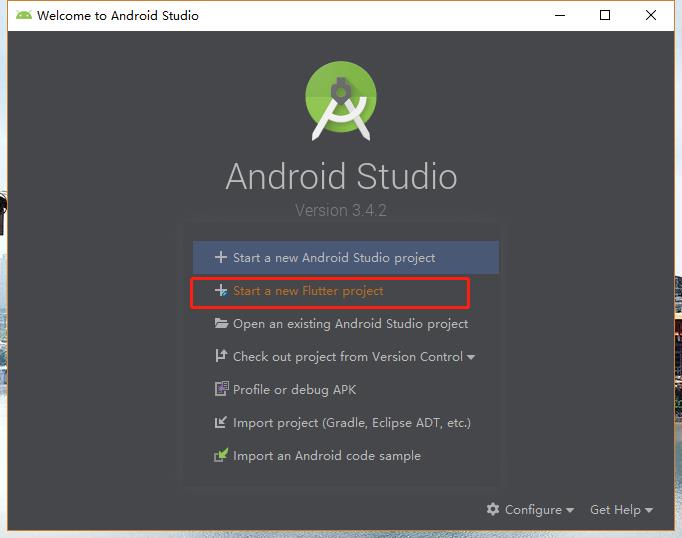 Welcome to Android Studio
Android Studio
Version 3.4.2
Start a new Android Studio project
Start a new Flutter project
Open an existing Android Studio project
Check out project from Version Control
Profile or debug APK
Import project (Gradle, Eclipse ADT, etc.)
Import an Android code sample
Configure Get Help